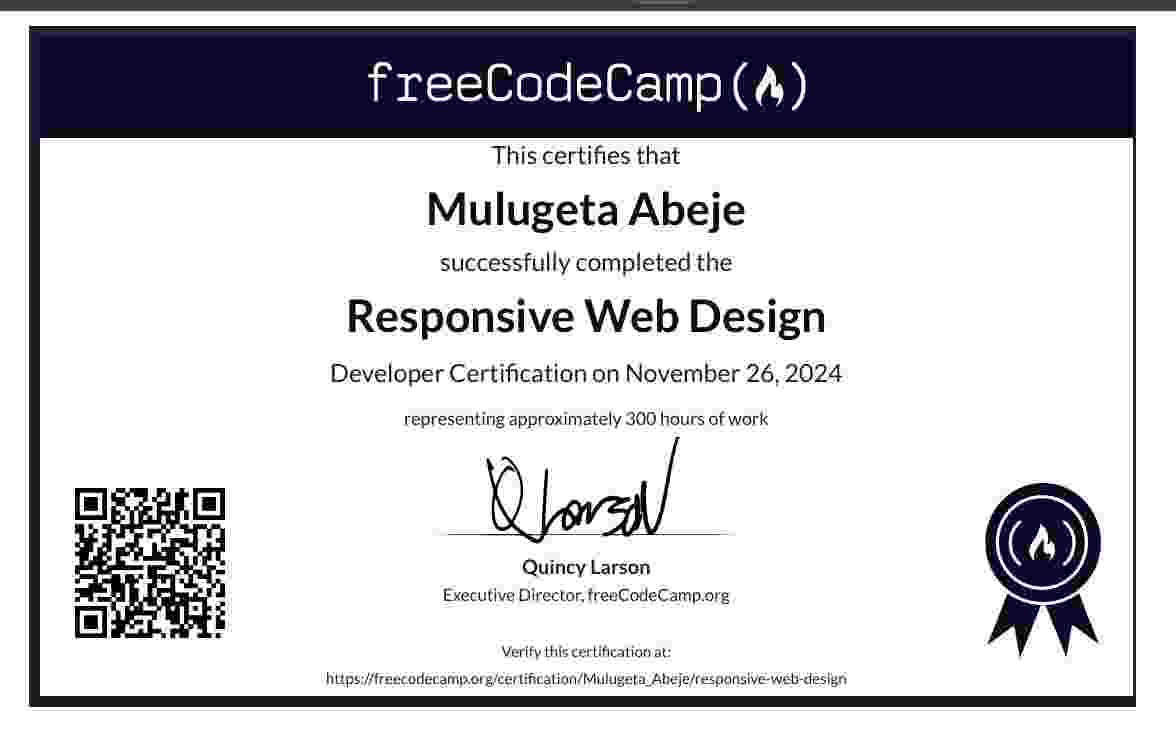 freeCodeCamp(🔥)
This certifies that
Mulugeta Abeje
successfully completed the
Responsive Web Design
Developer Certification on November 26, 2024
representing approximately 300 hours of work
Q Larson
Quincy Larson
Executive Director, freeCodeCamp.org
Verify this certification at:
https://freecodecamp.org/certification/Mulugeta_Abeje/responsive-web-design